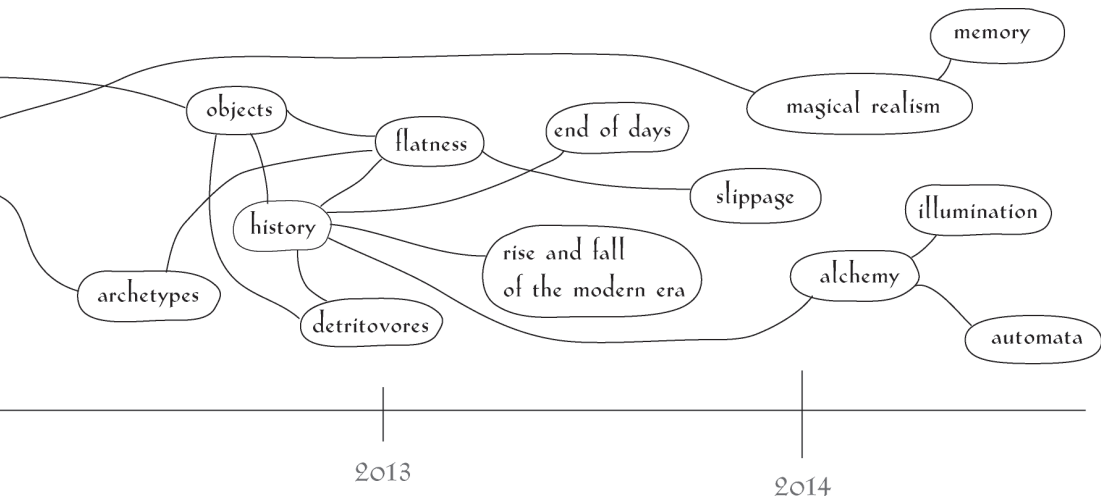 memory
magical realism
objects
end of days
flatness
slippage
illumination
history
rise and fall
of the modern era
alchemy
archetypes
detritovores
automata
2013
2014